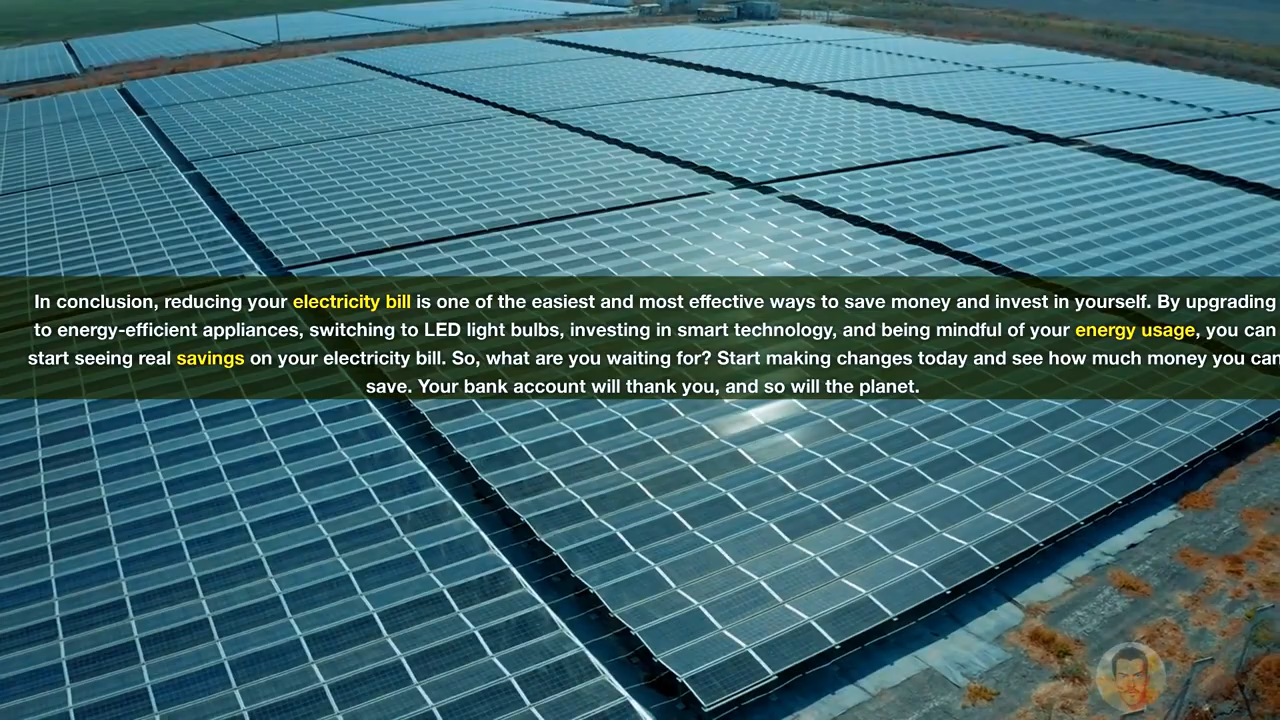 In conclusion, reducing your electricity bill is one of the easiest and most effective ways to save money and invest in yourself. By upgrading
to energy-efficient appliances, switching to LED light bulbs, investing in smart technology, and being mindful of your energy usage, you can
start seeing real savings on your electricity bill. So, what are you waiting for? Start making changes today and see how much money you can
save. Your bank account will thank you, and so will the planet.